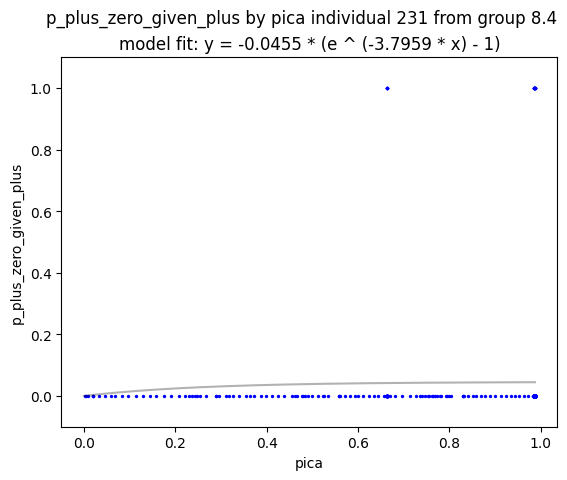 p_plus_zero_given_plus by pica individual 231 from group 8.4
model fit: y = -0.0455 * (e ^ (-3.7959 * x) - 1)
1.0
0.8
0.6
0.4
0.2
0.0
p_plus_zero_given_plus
0.0 0.2 0.4 0.6 0.8 1.0
pica